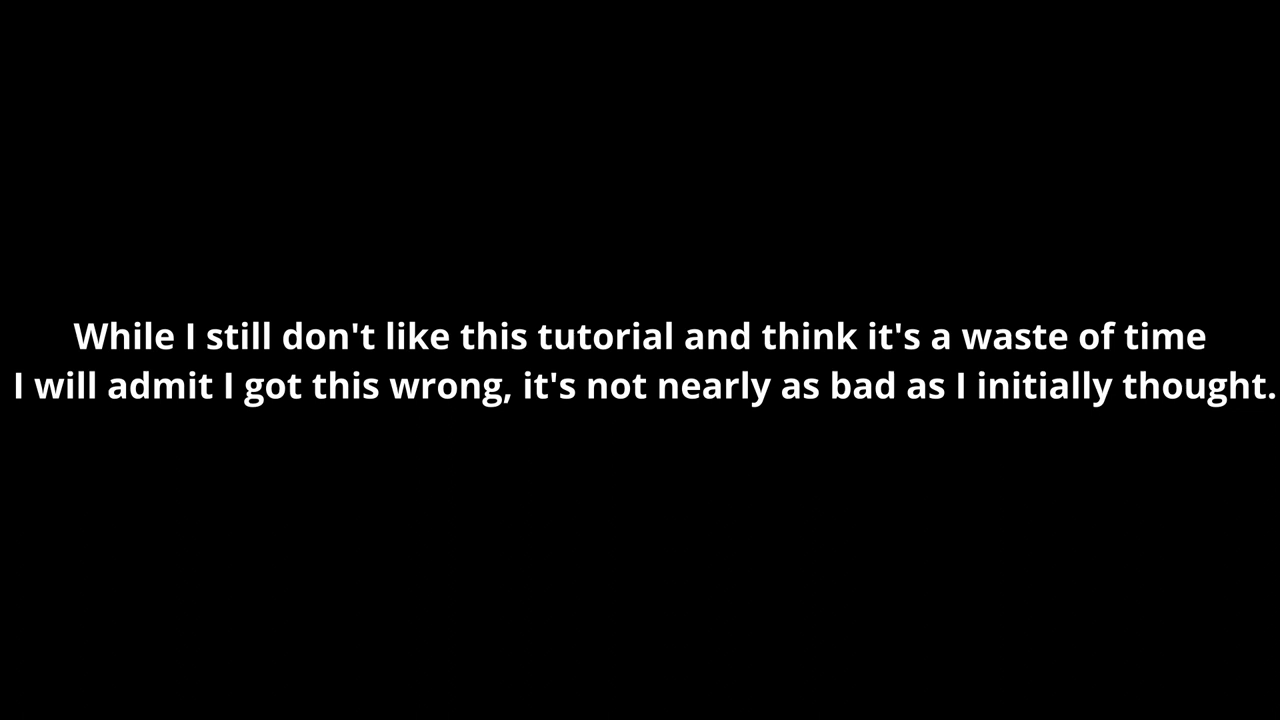 While I still don't like this tutorial and think it's a waste of time
I will admit I got this wrong, it's not nearly as bad as I initially thought.